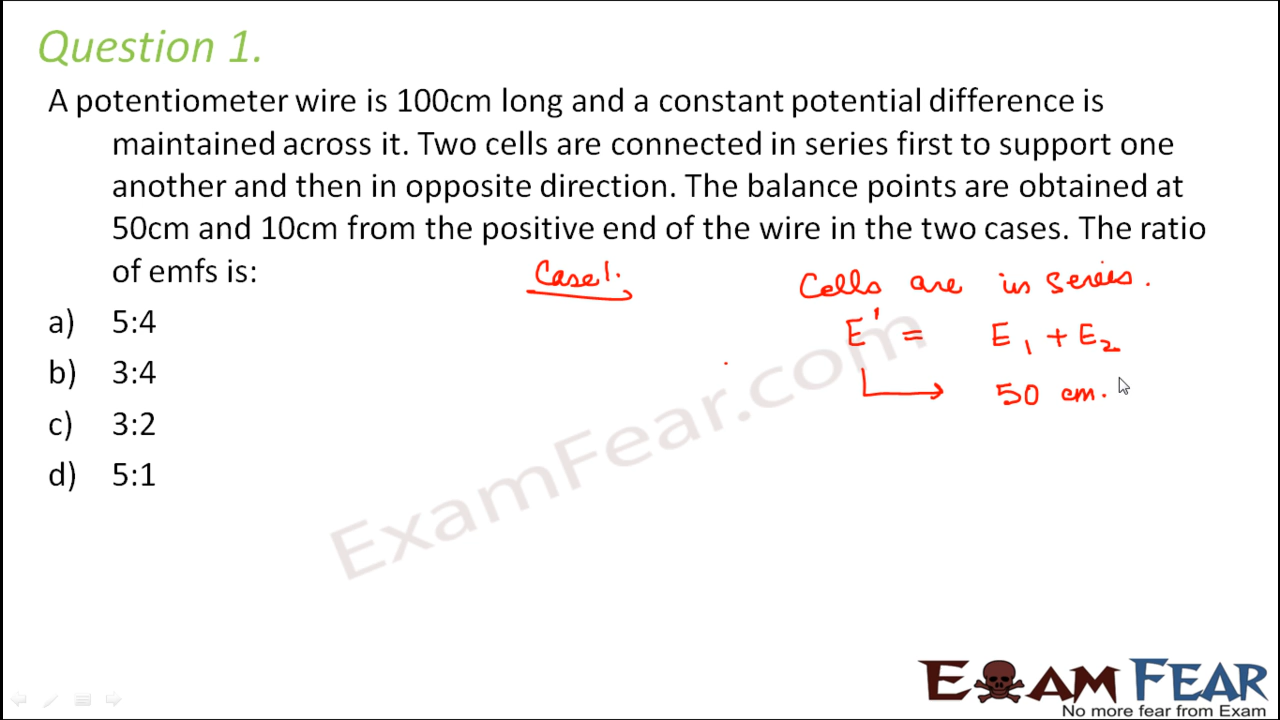 Question 1.
A potentiometer wire is 100cm long and a constant potential difference is
maintained across it. Two cells are connected in series first to support one
another and then in opposite direction. The balance points are obtained at
50cm and 10cm from the positive end of the wire in the two cases. The ratio
of emfs is:
Case 1.
Cells are in series.
a) 5:4
E' = E₁ + E₂
b) 3:4
50 cm.
c) 3:2
d) 5:1
ExamFear.com
EXAM FEAR
No more fear from Exam